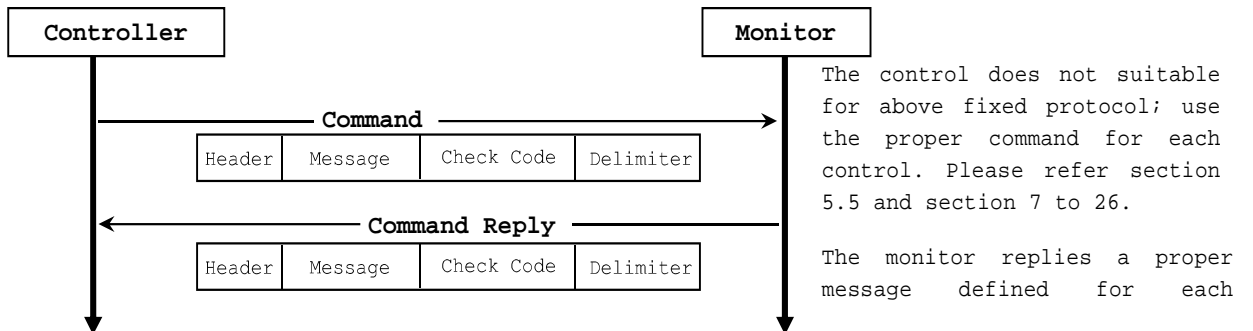 Controller
Monitor
Command
Header Message Check Code Delimiter
Command Reply
Header Message Check Code Delimiter
The control does not suitable
for above fixed protocol; use
the proper command for each
control. Please refer section
5.5 and section 7 to 26.
The monitor replies a proper
message defined for each